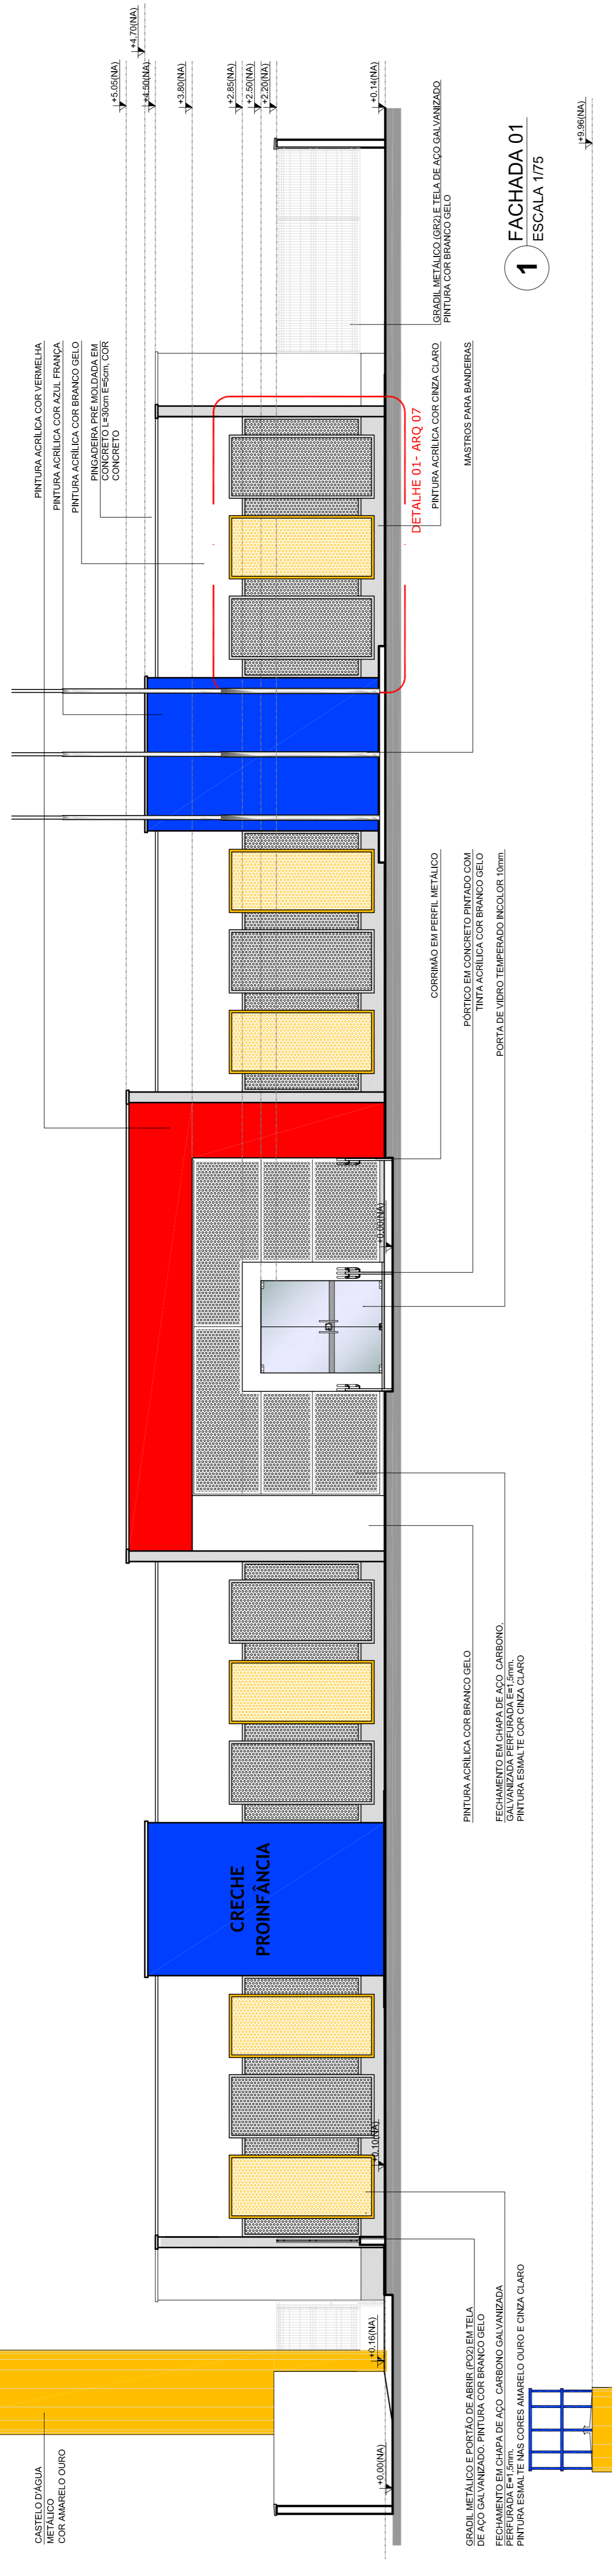 CASTELO D'ÁGUA
METÁLICO
COR AMARELO OURO
PINTURA ACRÍLICA COR VERMELHA
PINTURA ACRÍLICA COR AZUL FRANÇA
PINTURA ACRÍLICA COR BRANCO GELO
PINGADEIRA PRÉ MOLDADA EM
CONCRETO L=30cm E=5cm, COR
CONCRETO
+5.05(NA)
+4.70(NA)
+4.50(NA)
+3.80(NA)
+2.85(NA)
+2.50(NA)
+2.20(NA)
+0.14(NA)
CRECHE
PROINFÂNCIA
+0.00(NA)
+0.16(NA)
+0.10(NA)
+0.00(NA)
DETALHE 01- ARQ 07
GRADIL METÁLICO E PORTÃO DE ABRIR (PO2) EM TELA
DE AÇO GALVANIZADO. PINTURA COR BRANCO GELO
FECHAMENTO EM CHAPA DE AÇO CARBONO GALVANIZADA
PERFURADA E=1,5mm.
PINTURA ESMALTE NAS CORES AMARELO OURO E CINZA CLARO
PINTURA ACRÍLICA COR BRANCO GELO
FECHAMENTO EM CHAPA DE AÇO CARBONO,
GALVANIZADA PERFURADA E=1,5mm.
PINTURA ESMALTE COR CINZA CLARO
CORRIMÃO EM PERFIL METÁLICO
PÓRTICO EM CONCRETO PINTADO COM
TINTA ACRÍLICA COR BRANCO GELO
PORTA DE VIDRO TEMPERADO INCOLOR 10mm
PINTURA ACRÍLICA COR CINZA CLARO
MASTROS PARA BANDEIRAS
GRADIL METÁLICO (GR2) E TELA DE AÇO GALVANIZADO
PINTURA COR BRANCO GELO
1 FACHADA 01
ESCALA 1/75
+9.96(NA)